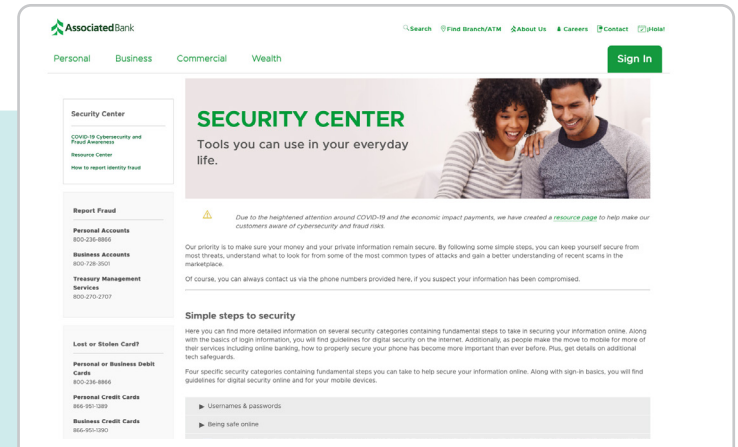 AssociatedBank
Search Find Branch/ATM About Us Careers Contact ¡Hola!
Personal Business Commercial Wealth Sign In
Security Center
COVID-19 Cybersecurity and
Fraud Awareness
Resource Center
How to report identity fraud
SECURITY CENTER
Tools you can use in your everyday
life.
Report Fraud
Personal Accounts
800-236-8866
Business Accounts
800-728-3501
Treasury Management
Services
800-270-2707
Lost or Stolen Card?
Personal or Business Debit
Cards
800-236-8866
Personal Credit Cards
866-951-1389
Business Credit Cards
866-951-1390
Due to the heightened attention around COVID-19 and the economic impact payments, we have created a resource page to help make our
customers aware of cybersecurity and fraud risks.
Our priority is to make sure your money and your private information remain secure. By following some simple steps, you can keep yourself secure from
most threats, understand what to look for from some of the most common types of attacks and gain a better understanding of recent scams in the
marketplace.
Of course, you can always contact us via the phone numbers provided here, if you suspect your information has been compromised.
Simple steps to security
Here you can find more detailed information on several security categories containing fundamental steps to take in securing your information online. Along
with the basics of login information, you will find guidelines for digital security on the internet. Additionally, as people make the move to mobile for more of
their services including online banking, how to properly secure your phone has become more important than ever before. Plus, get details on additional
tech safeguards.
Four specific security categories containing fundamental steps you can take to help secure your information online. Along with sign-in basics, you will find
guidelines for digital security online and for your mobile devices.
Usernames & passwords
Being safe online